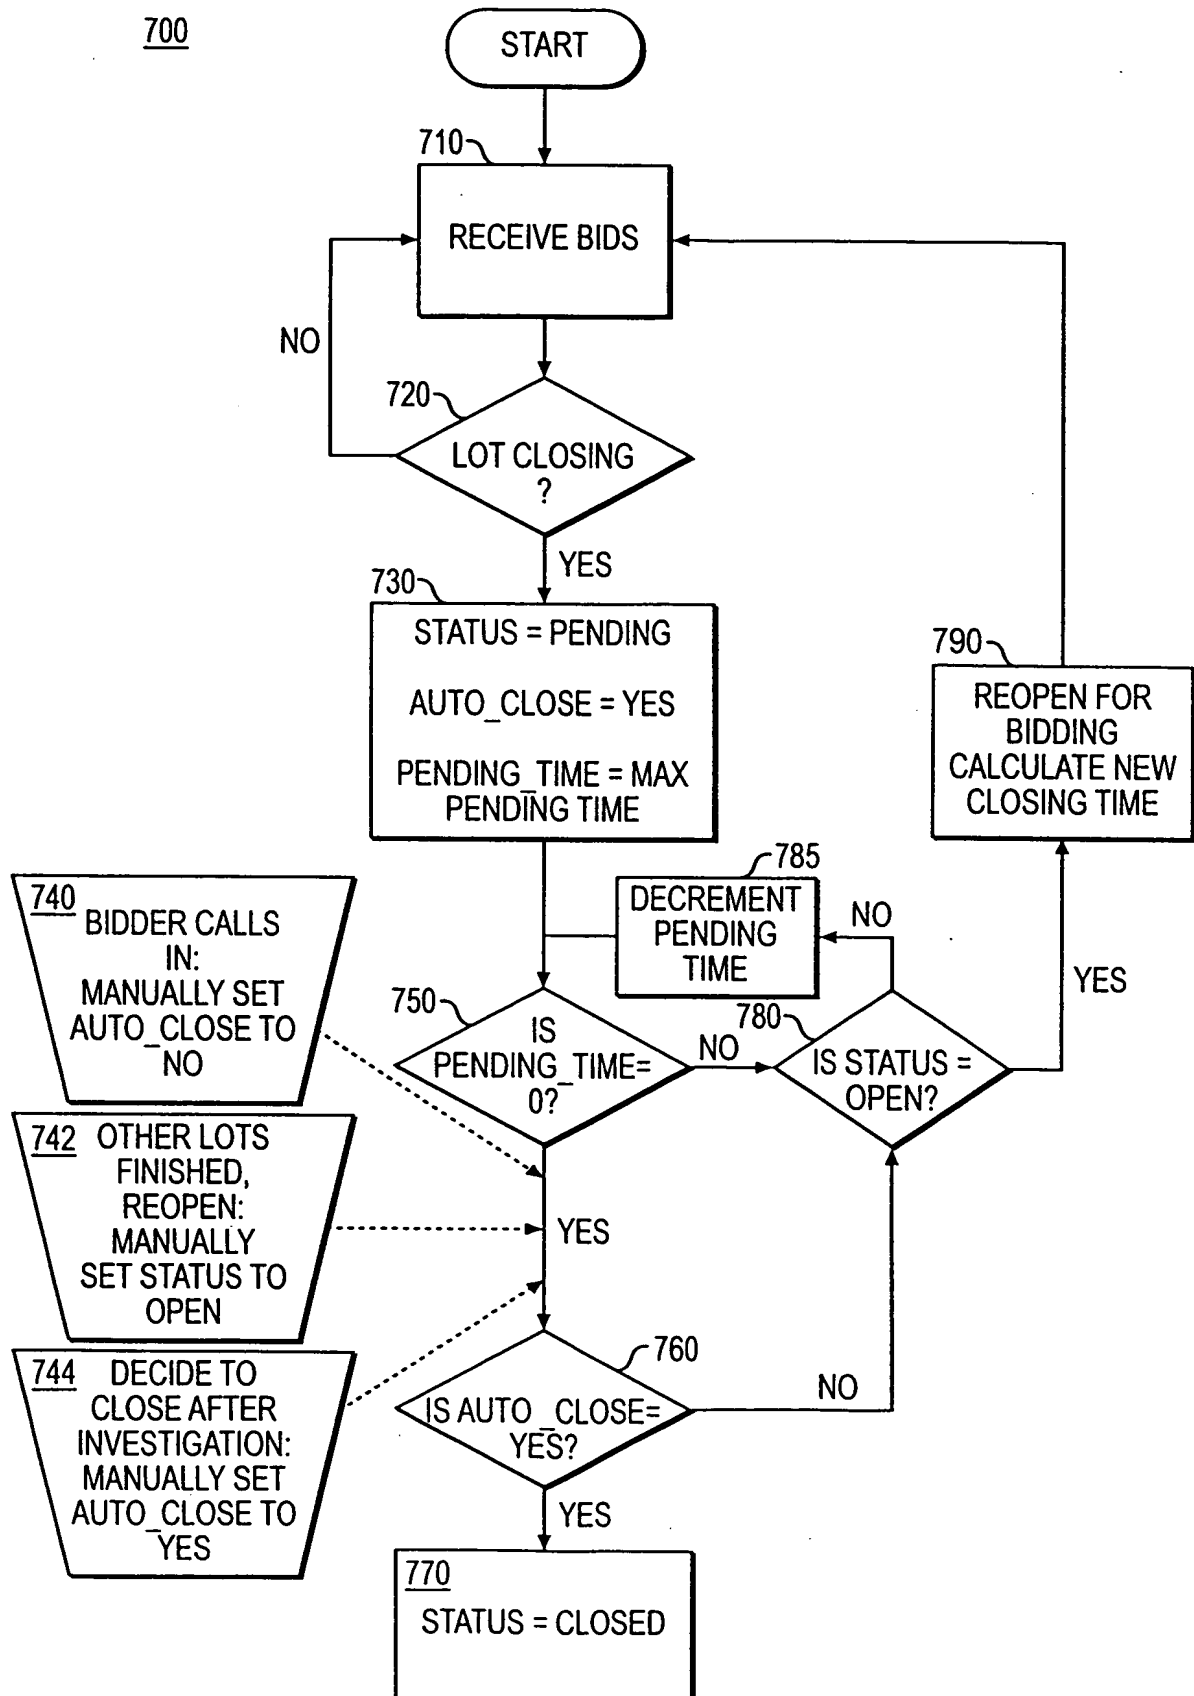 700
START
710
RECEIVE BIDS
NO
720
LOT CLOSING
?
YES
730
STATUS = PENDING
AUTO_CLOSE = YES
PENDING_TIME = MAX
PENDING TIME
790
REOPEN FOR
BIDDING
CALCULATE NEW
CLOSING TIME
785
DECREMENT
PENDING
TIME
NO
YES
740
BIDDER CALLS
IN:
MANUALLY SET
AUTO_CLOSE TO
NO
750
IS
PENDING_TIME=
0?
NO
780
IS STATUS =
OPEN?
742 OTHER LOTS
FINISHED,
REOPEN:
MANUALLY
SET STATUS TO
OPEN
YES
744 DECIDE TO
CLOSE AFTER
INVESTIGATION:
MANUALLY SET
AUTO_CLOSE TO
YES
760
IS AUTO_CLOSE=
YES?
NO
YES
770
STATUS = CLOSED